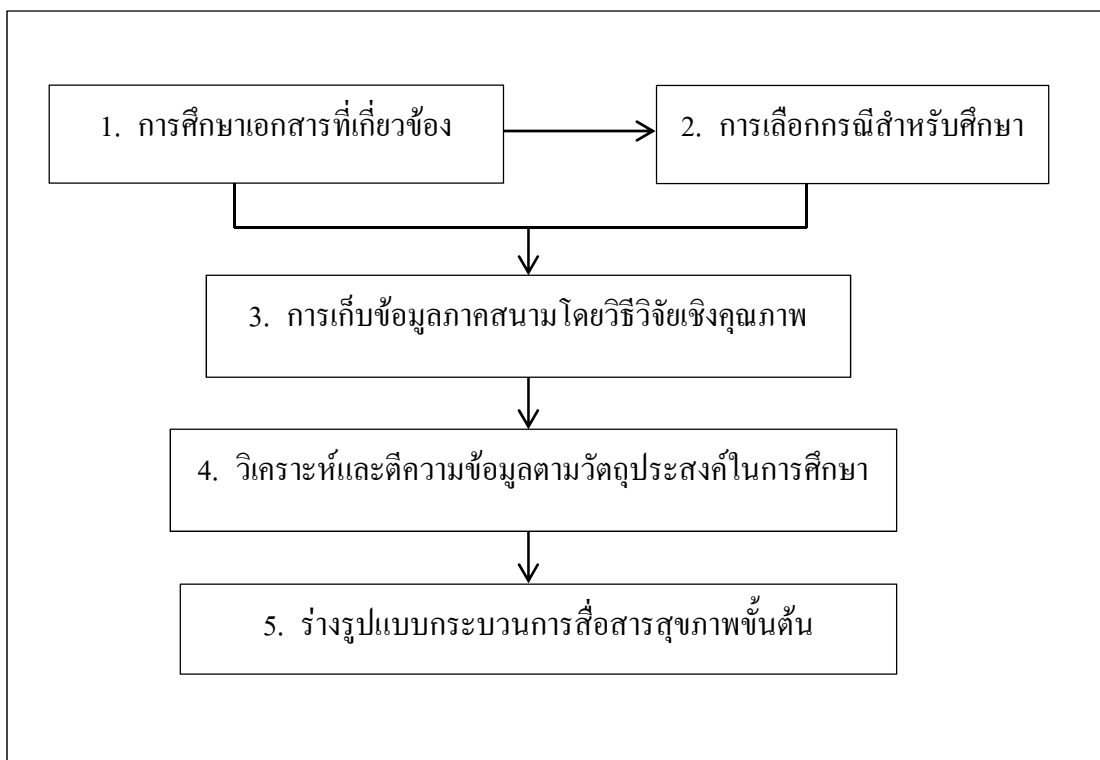 1. การศึกษาเอกสารที่เกี่ยวข้อง
2. การเลือกกรณีสำหรับศึกษา
3. การเก็บข้อมูลภาคสนามโดยวิธีวิจัยเชิงคุณภาพ
4. วิเคราะห์และตีความข้อมูลตามวัตถุประสงค์ในการศึกษา
5. ร่างรูปแบบกระบวนการสื่อสารสุขภาพขั้นต้น